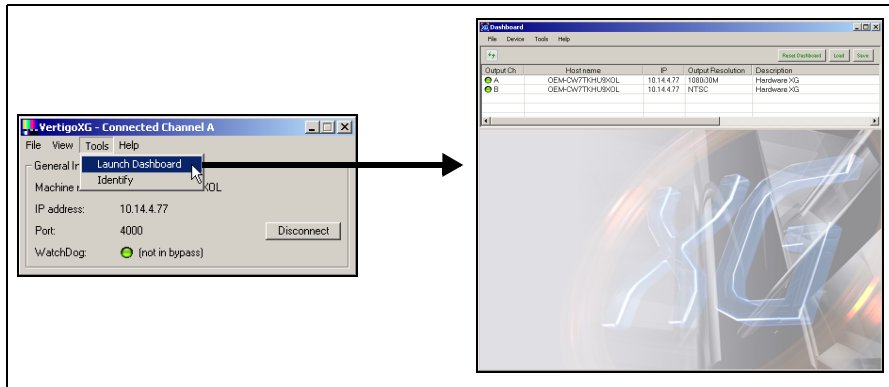 VertigoXG - Connected Channel A
File View Tools Help
Launch Dashboard
Identify
General In
Machine
XOL
IP address: 10.14.4.77
Port: 4000
Disconnect
WatchDog: (not in bypass)
XG Dashboard
File Device Tools Help
Reset Dashboard Load Save
Output Ch Host name IP Output Resolution Description
A OEM-CW7TKHU9XOL 10.14.4.77 1080i30M Hardware XG
B OEM-CW7TKHU9XOL 10.14.4.77 NTSC Hardware XG
XG